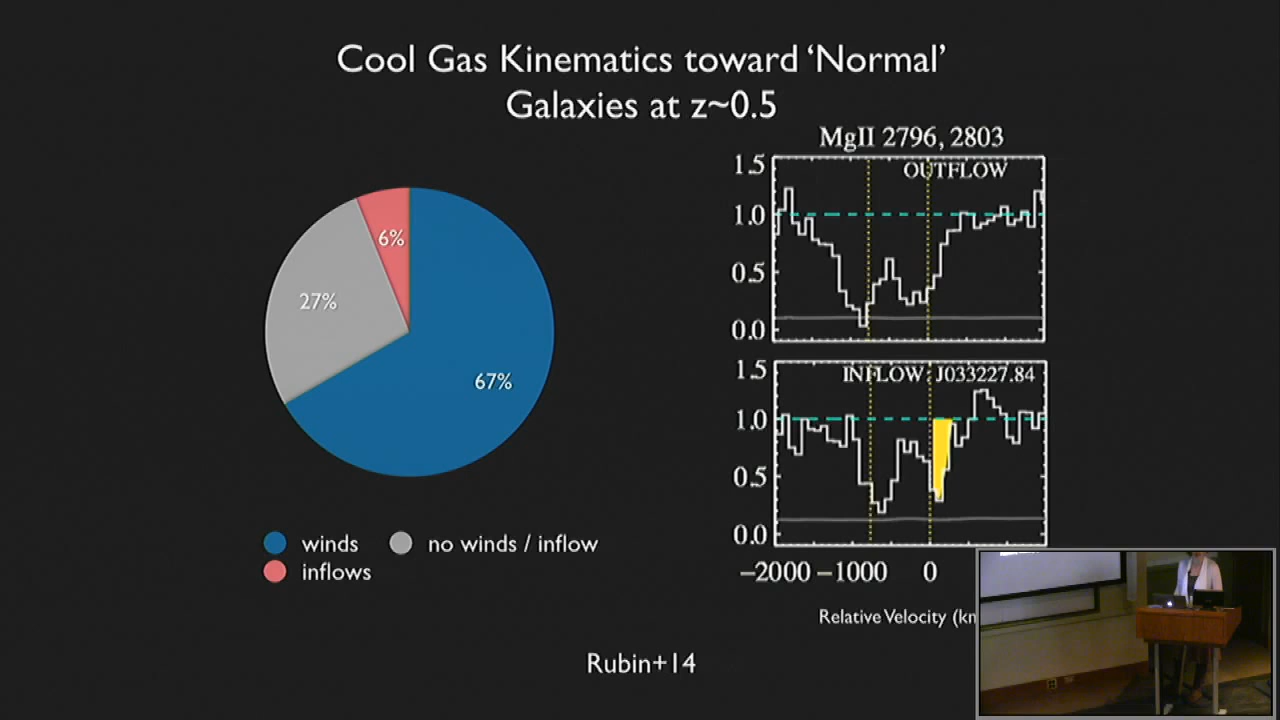 Cool Gas Kinematics toward ‘Normal’
Galaxies at z~0.5
6%
27%
67%
winds
no winds / inflow
inflows
MgII 2796, 2803
OUTFLOW
1.5
1.0
0.5
0.0
INFLOW: J033227.84
1.5
1.0
0.5
0.0
−2000 −1000 0
Relative Velocity (km
Rubin+14